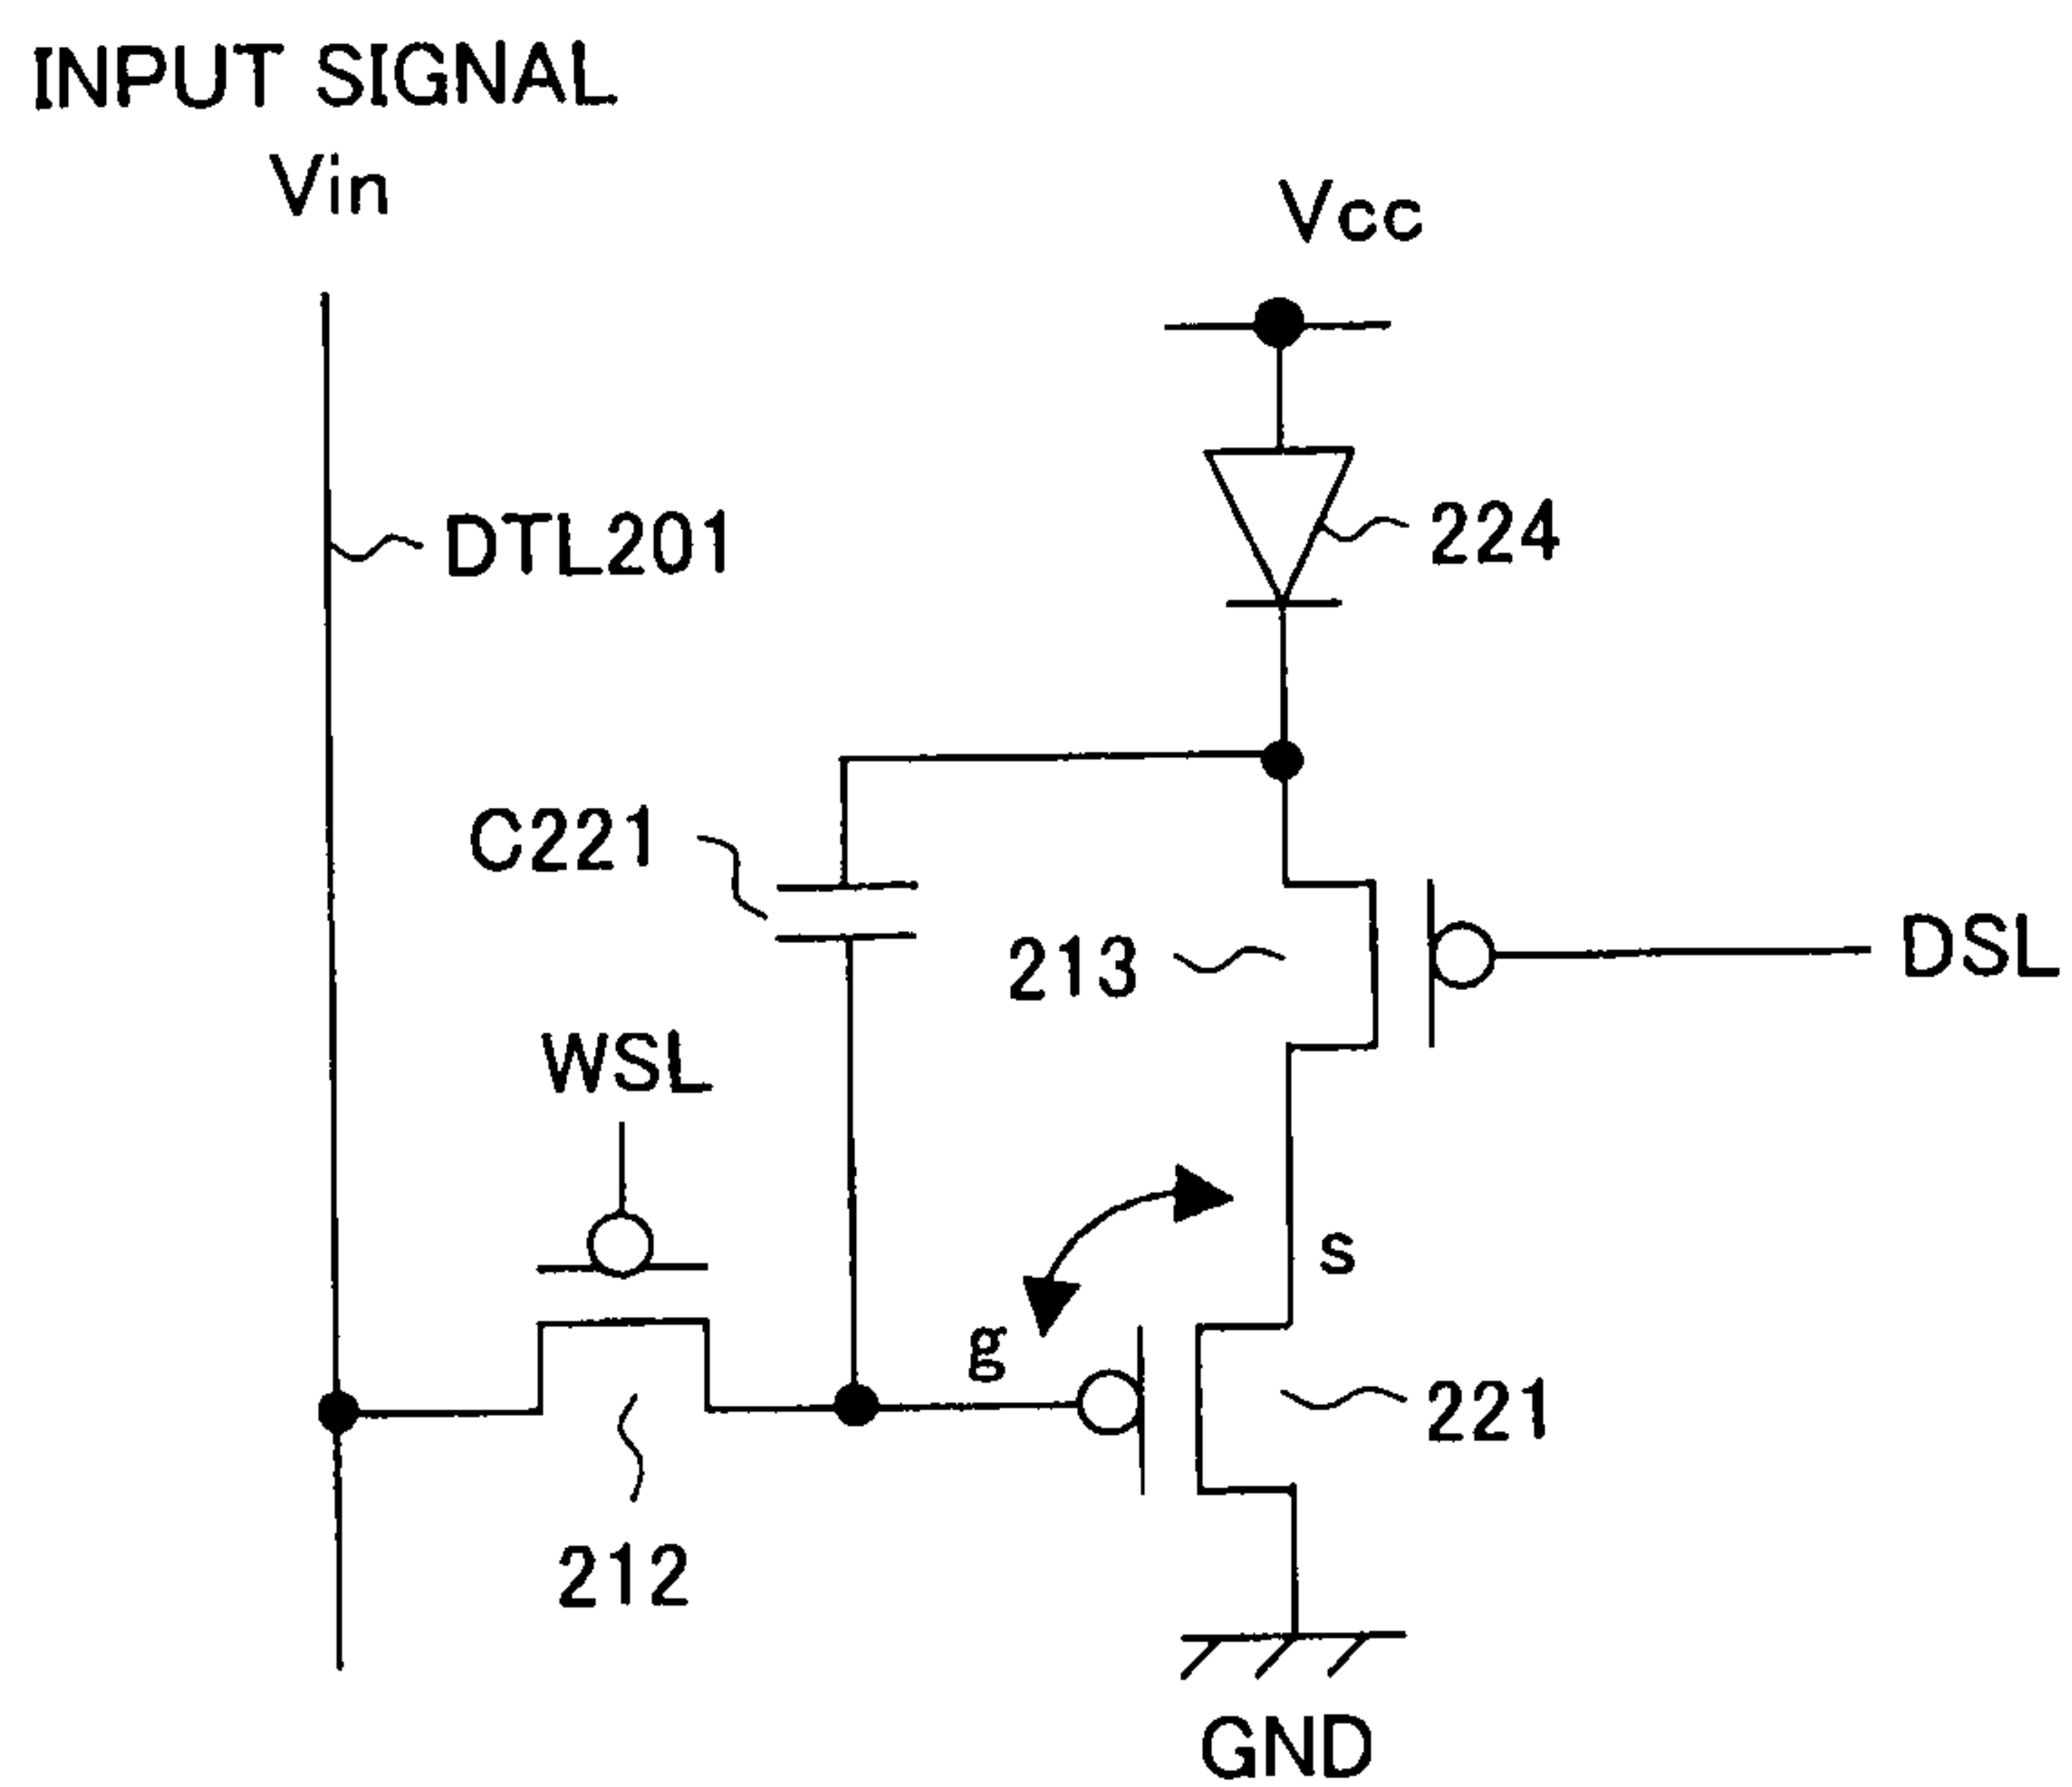 INPUT SIGNAL
Vin
Vcc
DTL201
224
C221
213
DSL
WSL
s
g
221
212
GND